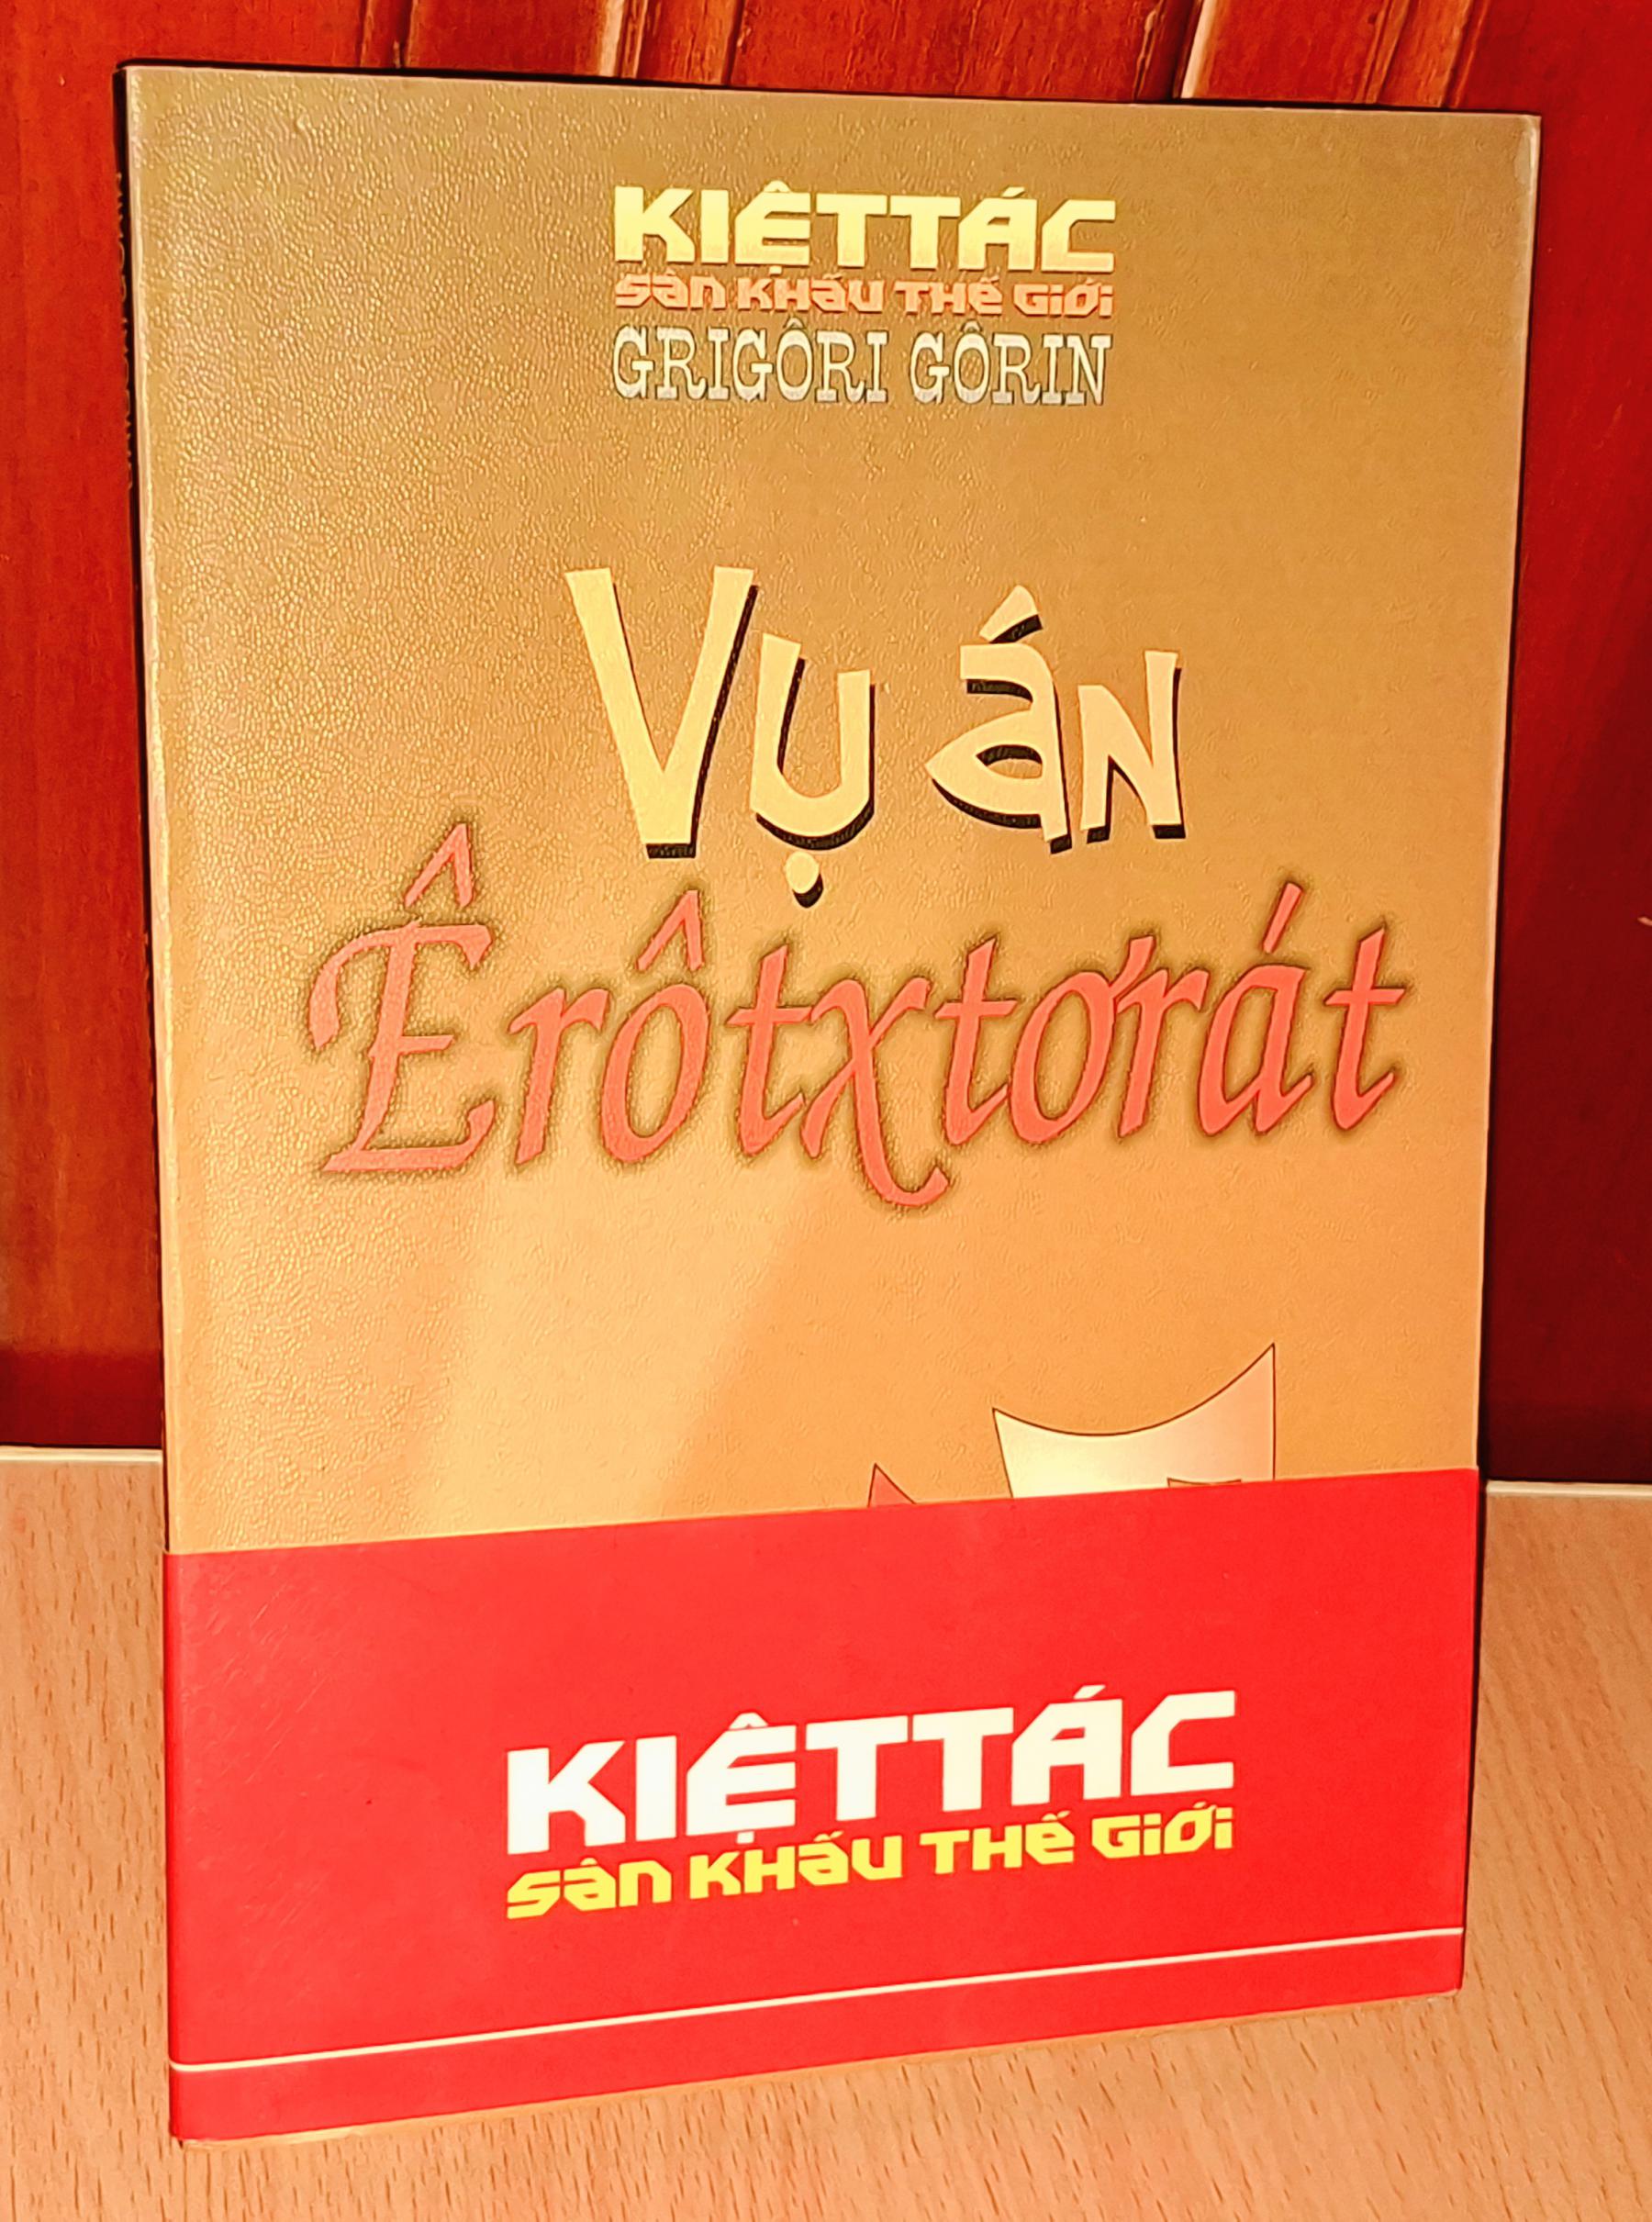 KIỆT TÁC
SÂN KHẤU THẾ GIỚI
GRIGÔRI GÔRIN
Vụ án
Êrôtxtơrát
KIỆT TÁC
SÂN KHẤU THẾ GIỚI